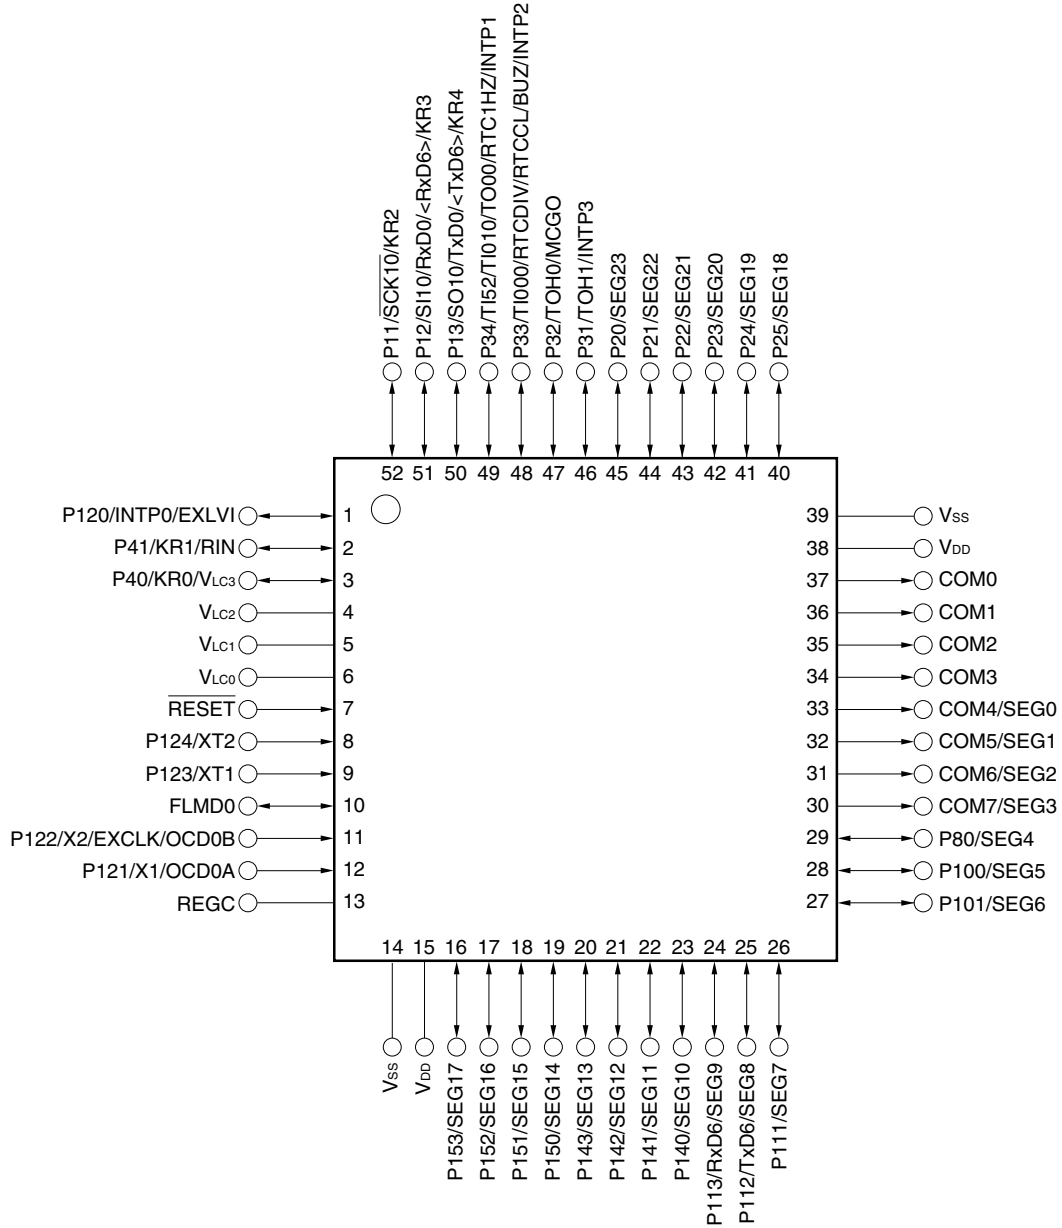 P11/SCK10/KR2
P12/SI10/RxD0/<RxD6>/KR3
P13/SO10/TxD0/<TxD6>/KR4
P34/TI52/TI010/TO00/RTC1HZ/INTP1
P33/TI000/RTCDIV/RTCCL/BUZ/INTP2
P32/TOH0/MCGO
P31/TOH1/INTP3
P20/SEG23
P21/SEG22
P22/SEG21
P23/SEG20
P24/SEG19
P25/SEG18
52 51 50 49 48 47 46 45 44 43 42 41 40
P120/INTP0/EXLVI 1
P41/KR1/RIN 2
P40/KR0/VLC3 3
VLC2 4
VLC1 5
VLC0 6
RESET 7
P124/XT2 8
P123/XT1 9
FLMD0 10
P122/X2/EXCLK/OCD0B 11
P121/X1/OCD0A 12
REGC 13
39 VSS
38 VDD
37 COM0
36 COM1
35 COM2
34 COM3
33 COM4/SEG0
32 COM5/SEG1
31 COM6/SEG2
30 COM7/SEG3
29 P80/SEG4
28 P100/SEG5
27 P101/SEG6
14 15 16 17 18 19 20 21 22 23 24 25 26
VSS
VDD
P153/SEG17
P152/SEG16
P151/SEG15
P150/SEG14
P143/SEG13
P142/SEG12
P141/SEG11
P140/SEG10
P113/RxD6/SEG9
P112/TxD6/SEG8
P111/SEG7